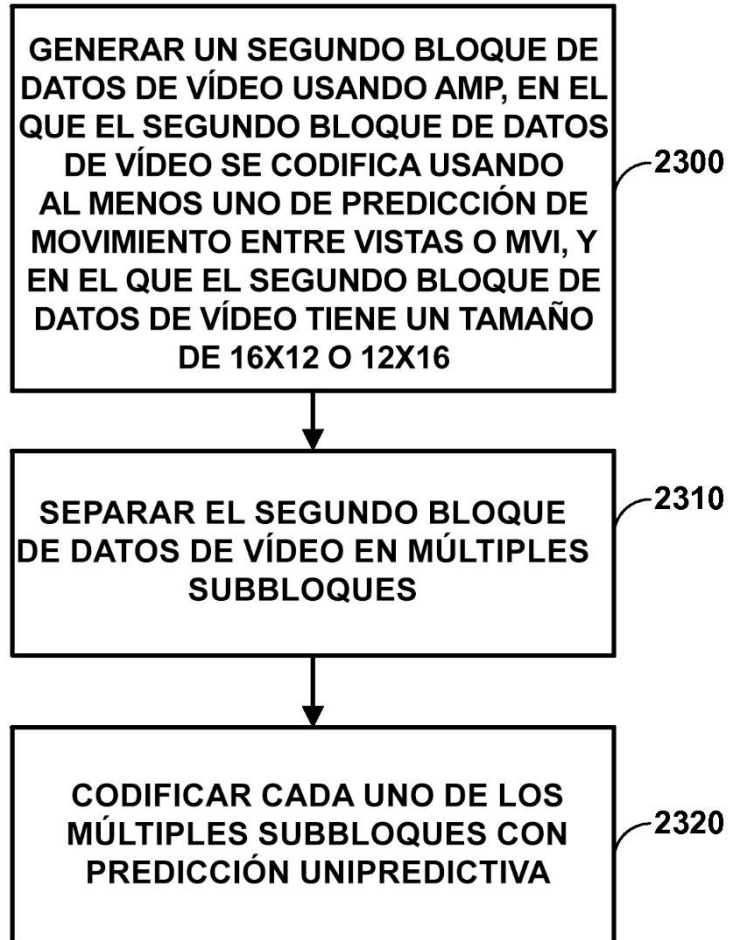 GENERAR UN SEGUNDO BLOQUE DE
DATOS DE VÍDEO USANDO AMP, EN EL
QUE EL SEGUNDO BLOQUE DE DATOS
DE VÍDEO SE CODIFICA USANDO
AL MENOS UNO DE PREDICCIÓN DE
MOVIMIENTO ENTRE VISTAS O MVI, Y
EN EL QUE EL SEGUNDO BLOQUE DE
DATOS DE VÍDEO TIENE UN TAMAÑO
DE 16X12 O 12X16
2300
SEPARAR EL SEGUNDO BLOQUE
DE DATOS DE VÍDEO EN MÚLTIPLES
SUBBLOQUES
2310
CODIFICAR CADA UNO DE LOS
MÚLTIPLES SUBBLOQUES CON
PREDICCIÓN UNIPREDICTIVA
2320